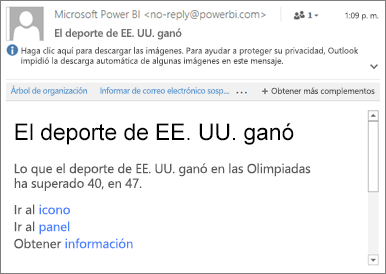 Microsoft Power BI <no-reply@powerbi.com>
1
1:09 p. m.
El deporte de EE. UU. ganó
Haga clic aquí para descargar las imágenes. Para ayudar a proteger su privacidad, Outlook
impidió la descarga automática de algunas imágenes en este mensaje.
Árbol de organización
Informar de correo electrónico sosp...
...
+ Obtener más complementos
El deporte de EE. UU. ganó
Lo que el deporte de EE. UU. ganó en las Olimpiadas
ha superado 40, en 47.
Ir al icono
Ir al panel
Obtener información